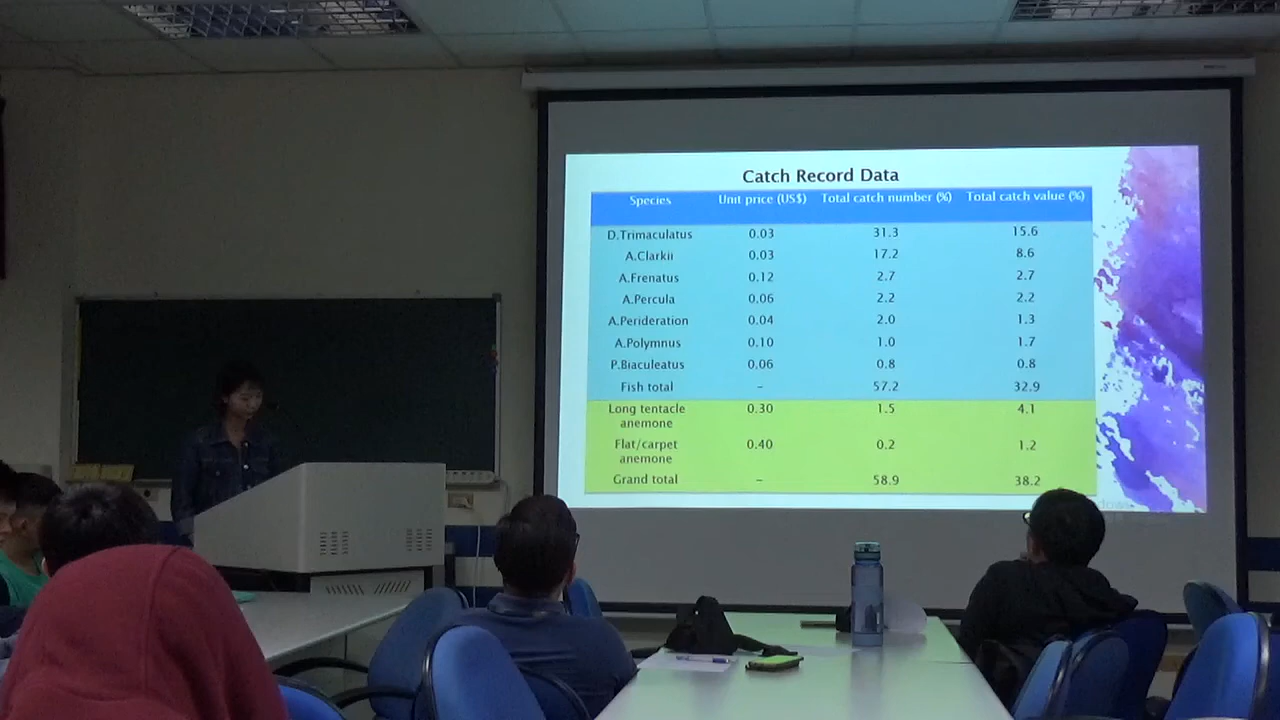 Catch Record Data
Species Unit price (US$) Total catch number (%) Total catch value (%)
D.Trimaculatus 0.03 31.3 15.6
A.Clarkii 0.03 17.2 8.6
A.Frenatus 0.12 2.7 2.7
A.Percula 0.06 2.2 2.2
A.Perideration 0.04 2.0 1.3
A.Polymnus 0.10 1.0 1.7
P.Biaculeatus 0.06 0.8 0.8
Fish total – 57.2 32.9
Long tentacle anemone 0.30 1.5 4.1
Flat/carpet anemone 0.40 0.2 1.2
Grand total – 58.9 38.2